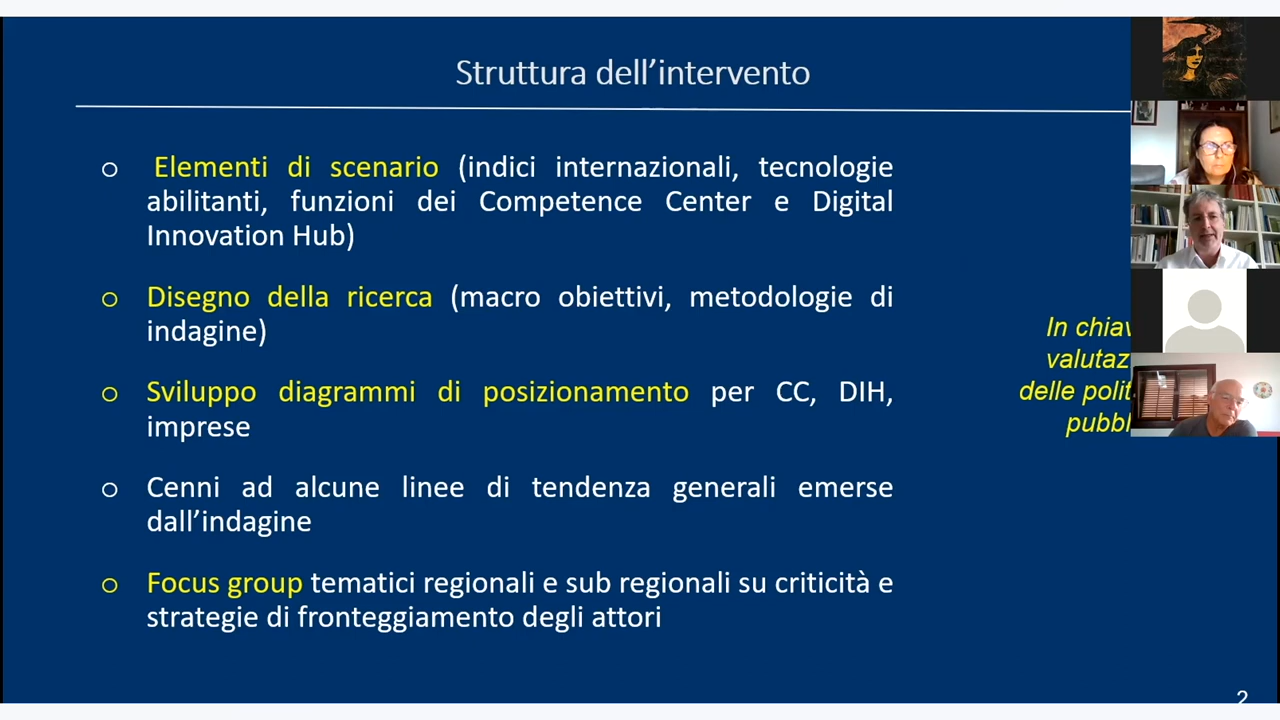 Struttura dell'intervento
o Elementi di scenario (indici internazionali, tecnologie
abilitanti, funzioni dei Competence Center e Digital
Innovation Hub)
o Disegno della ricerca (macro obiettivi, metodologie di
indagine)
o Sviluppo diagrammi di posizionamento per CC, DIH,
imprese
o Cenni ad alcune linee di tendenza generali emerse
dall'indagine
o Focus group tematici regionali e sub regionali su criticità e
strategie di fronteggiamento degli attori
In
delle
2